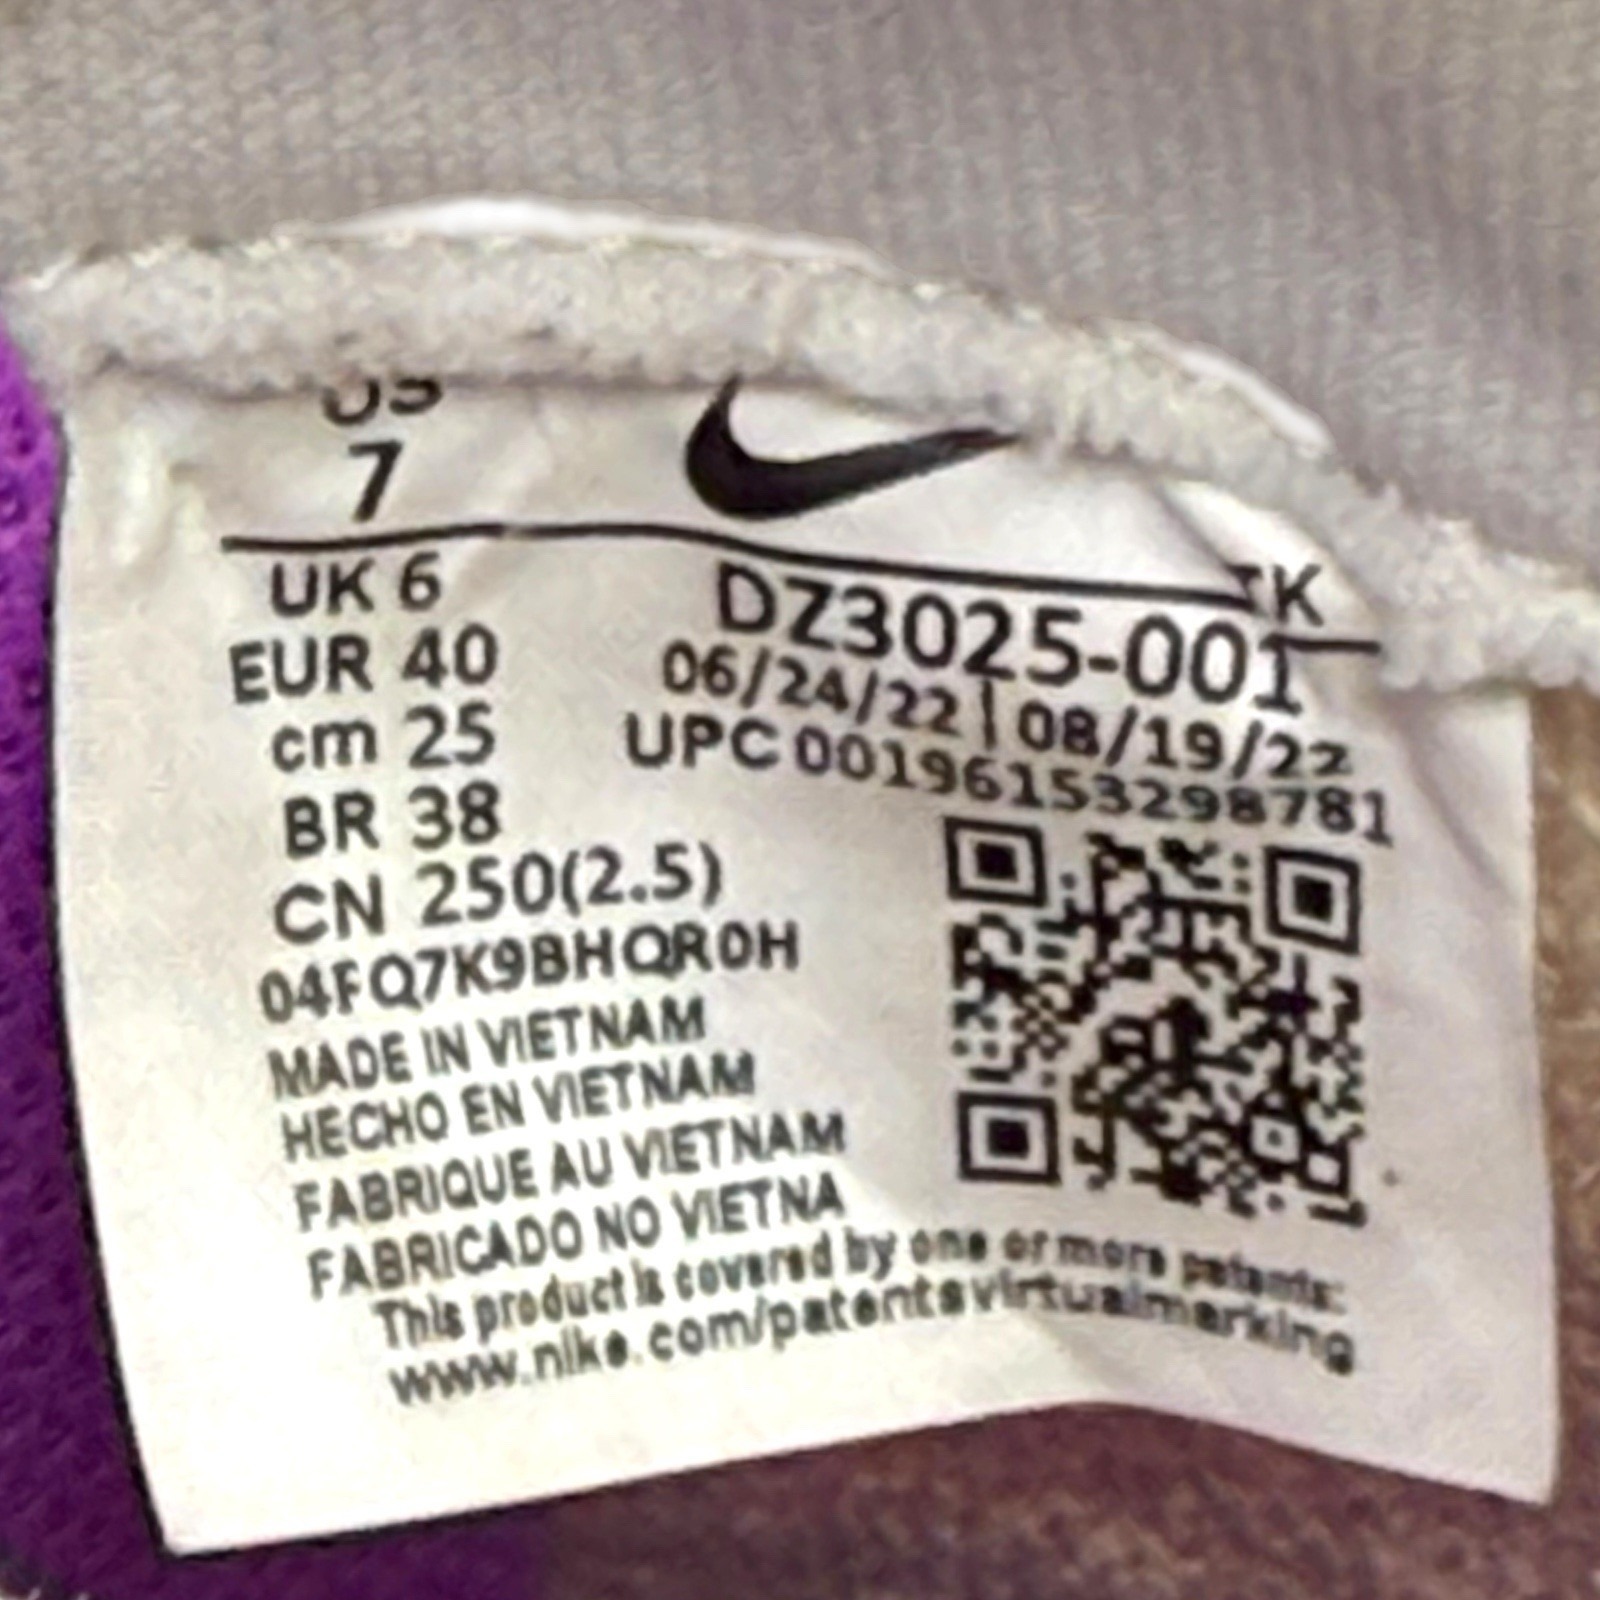 US
7
UK 6
EUR 40
cm 25
BR 38
CN 250(2.5)
04FQ7K9BHQR0H
MADE IN VIETNAM
HECHO EN VIETNAM
FABRIQUE AU VIETNAM
FABRICADO NO VIETNA
TK
DZ3025-001
06/24/22 | 08/19/22
UPC 00196153298781
This product is covered by one or more patents:
www.nike.com/patentsvirtualmarking